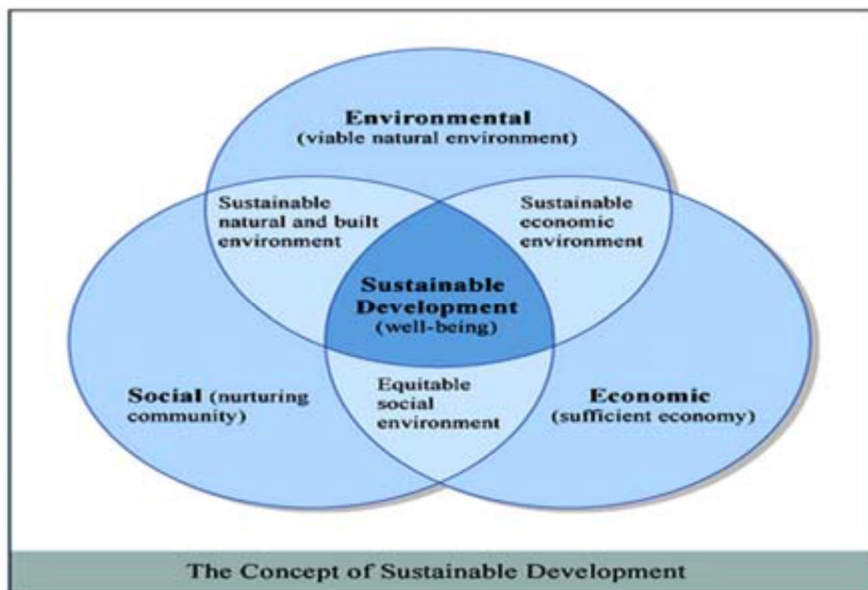 Environmental
(viable natural environment)
Sustainable
natural and built
environment
Sustainable
economic
environment
Sustainable
Development
(well-being)
Social (nurturing
community)
Equitable
social
environment
Economic
(sufficient economy)
The Concept of Sustainable Development